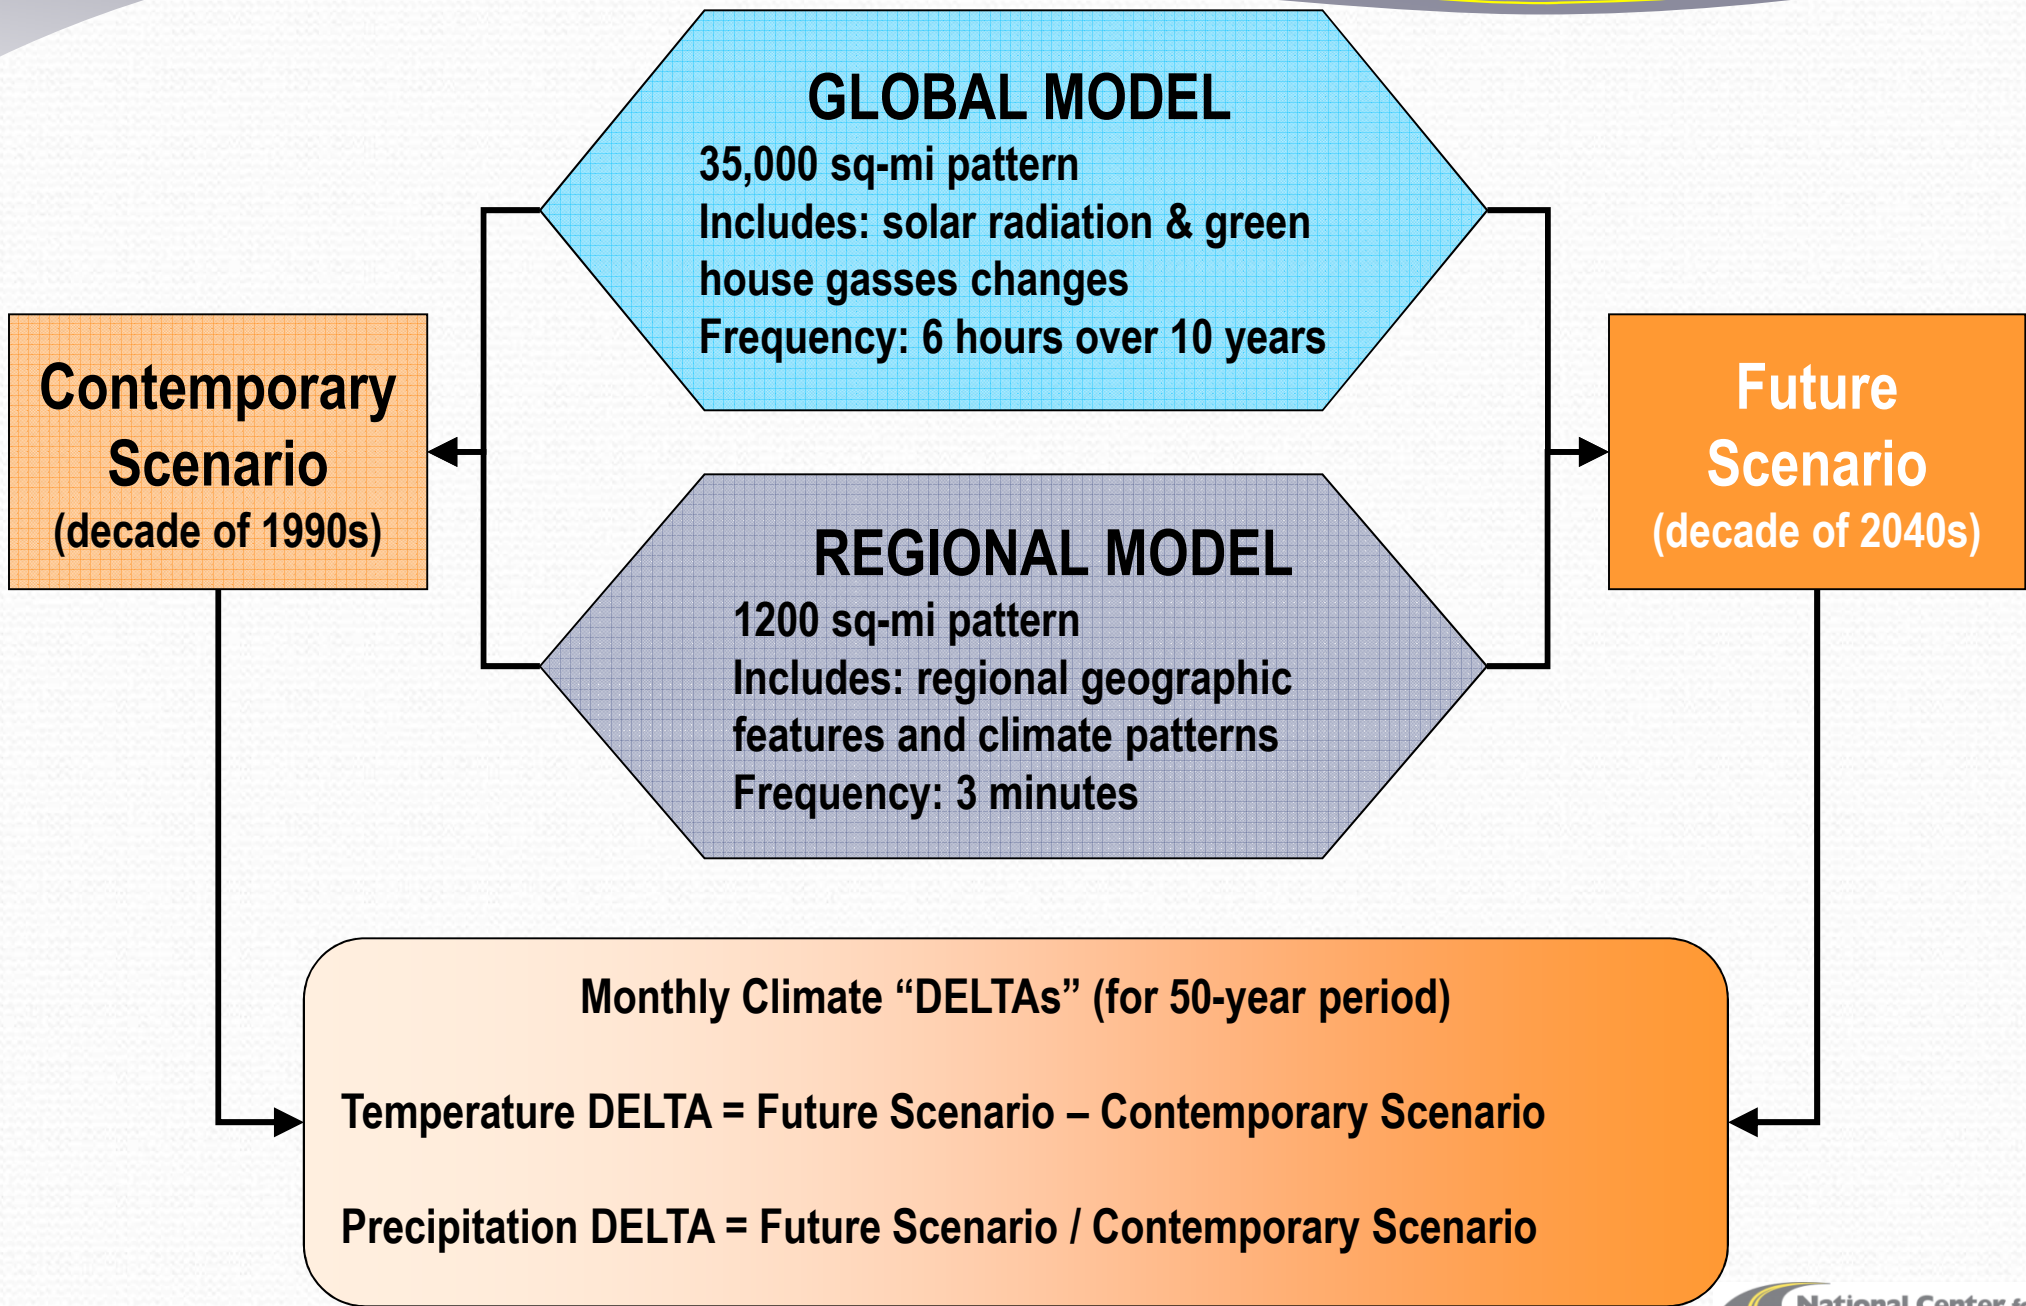 GLOBAL MODEL
35,000 sq-mi pattern
Includes: solar radiation & green
house gasses changes
Frequency: 6 hours over 10 years
Contemporary
Scenario
(decade of 1990s)
Future
Scenario
(decade of 2040s)
REGIONAL MODEL
1200 sq-mi pattern
Includes: regional geographic
features and climate patterns
Frequency: 3 minutes
Monthly Climate “DELTAs” (for 50-year period)
Temperature DELTA = Future Scenario – Contemporary Scenario
Precipitation DELTA = Future Scenario / Contemporary Scenario
National Center